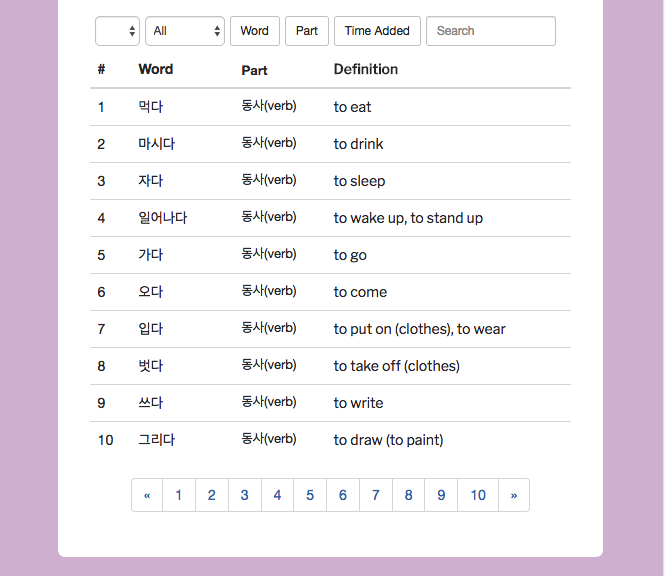 All Word Part Time Added Search
# Word Part Definition
1 먹다 동사(verb) to eat
2 마시다 동사(verb) to drink
3 자다 동사(verb) to sleep
4 일어나다 동사(verb) to wake up, to stand up
5 가다 동사(verb) to go
6 오다 동사(verb) to come
7 입다 동사(verb) to put on (clothes), to wear
8 벗다 동사(verb) to take off (clothes)
9 쓰다 동사(verb) to write
10 그리다 동사(verb) to draw (to paint)
« 1 2 3 4 5 6 7 8 9 10 »